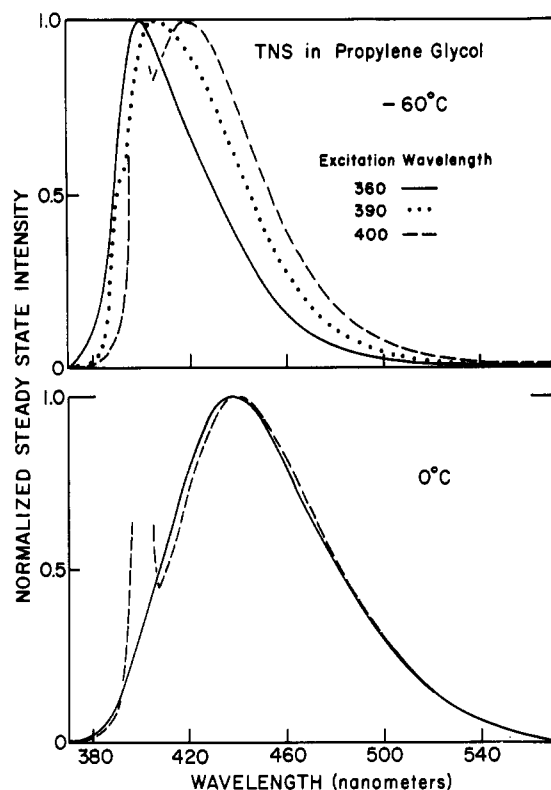 1.0
TNS in Propylene Glycol
-60°C
Excitation Wavelength
360
0.5
390
400
0
NORMALIZED STEADY STATE INTENSITY
1.0
0°C
0.5
0
380 420 460 500 540
WAVELENGTH (nanometers)